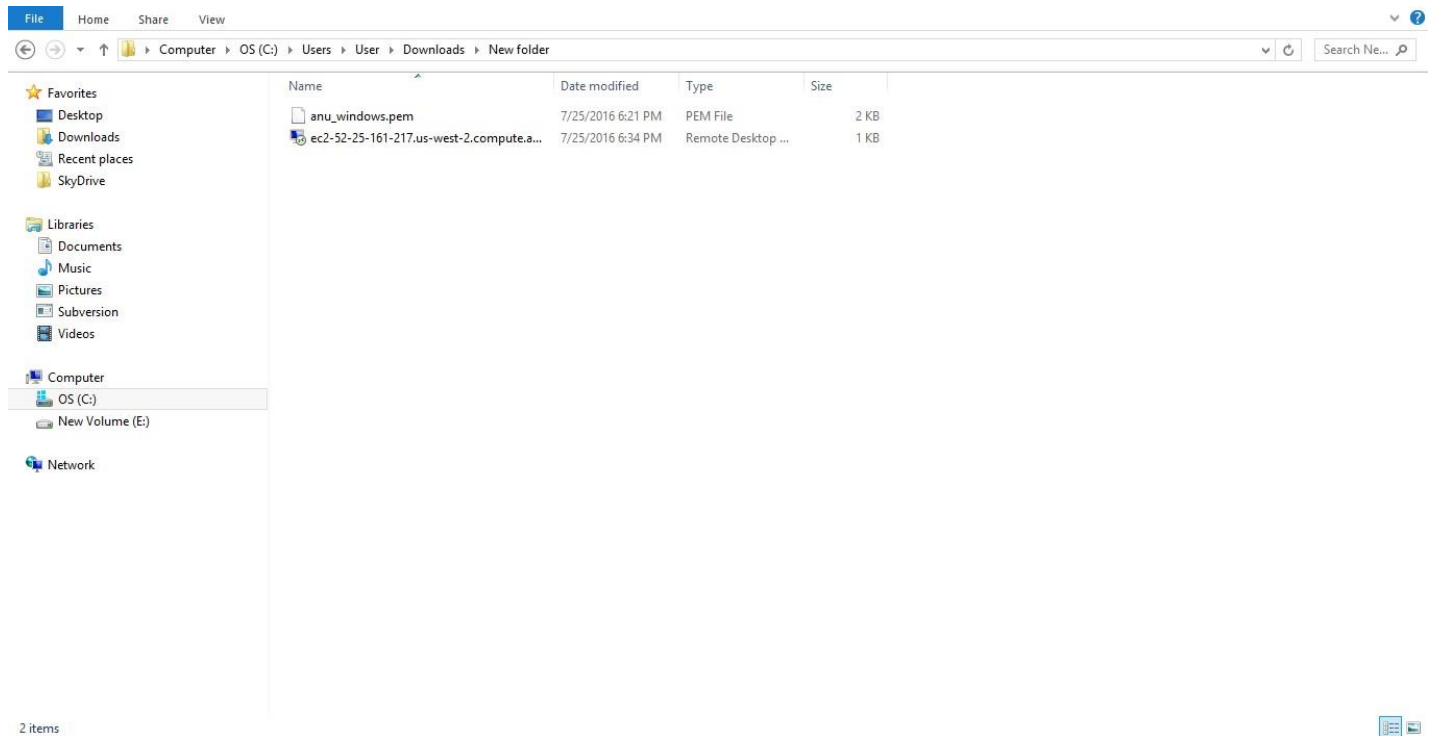 File Home Share View
Computer OS (C:) Users User Downloads New folder Search Ne...
Name Date modified Type Size
anu_windows.pem 7/25/2016 6:21 PM PEM File 2 KB
ec2-52-25-161-217.us-west-2.compute.a... 7/25/2016 6:34 PM Remote Desktop ... 1 KB
Favorites
Desktop
Downloads
Recent places
SkyDrive
Libraries
Documents
Music
Pictures
Subversion
Videos
Computer
OS (C:)
New Volume (E:)
Network
2 items